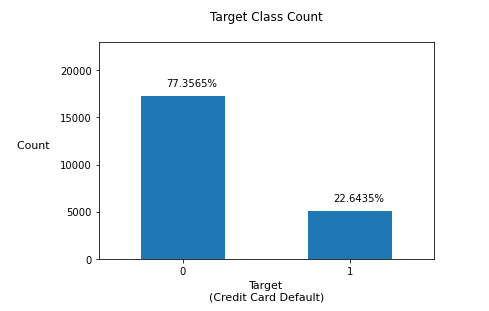 Target Class Count
20000
15000
10000
5000
0
Count
77.3565%
22.6435%
0
1
Target
(Credit Card Default)